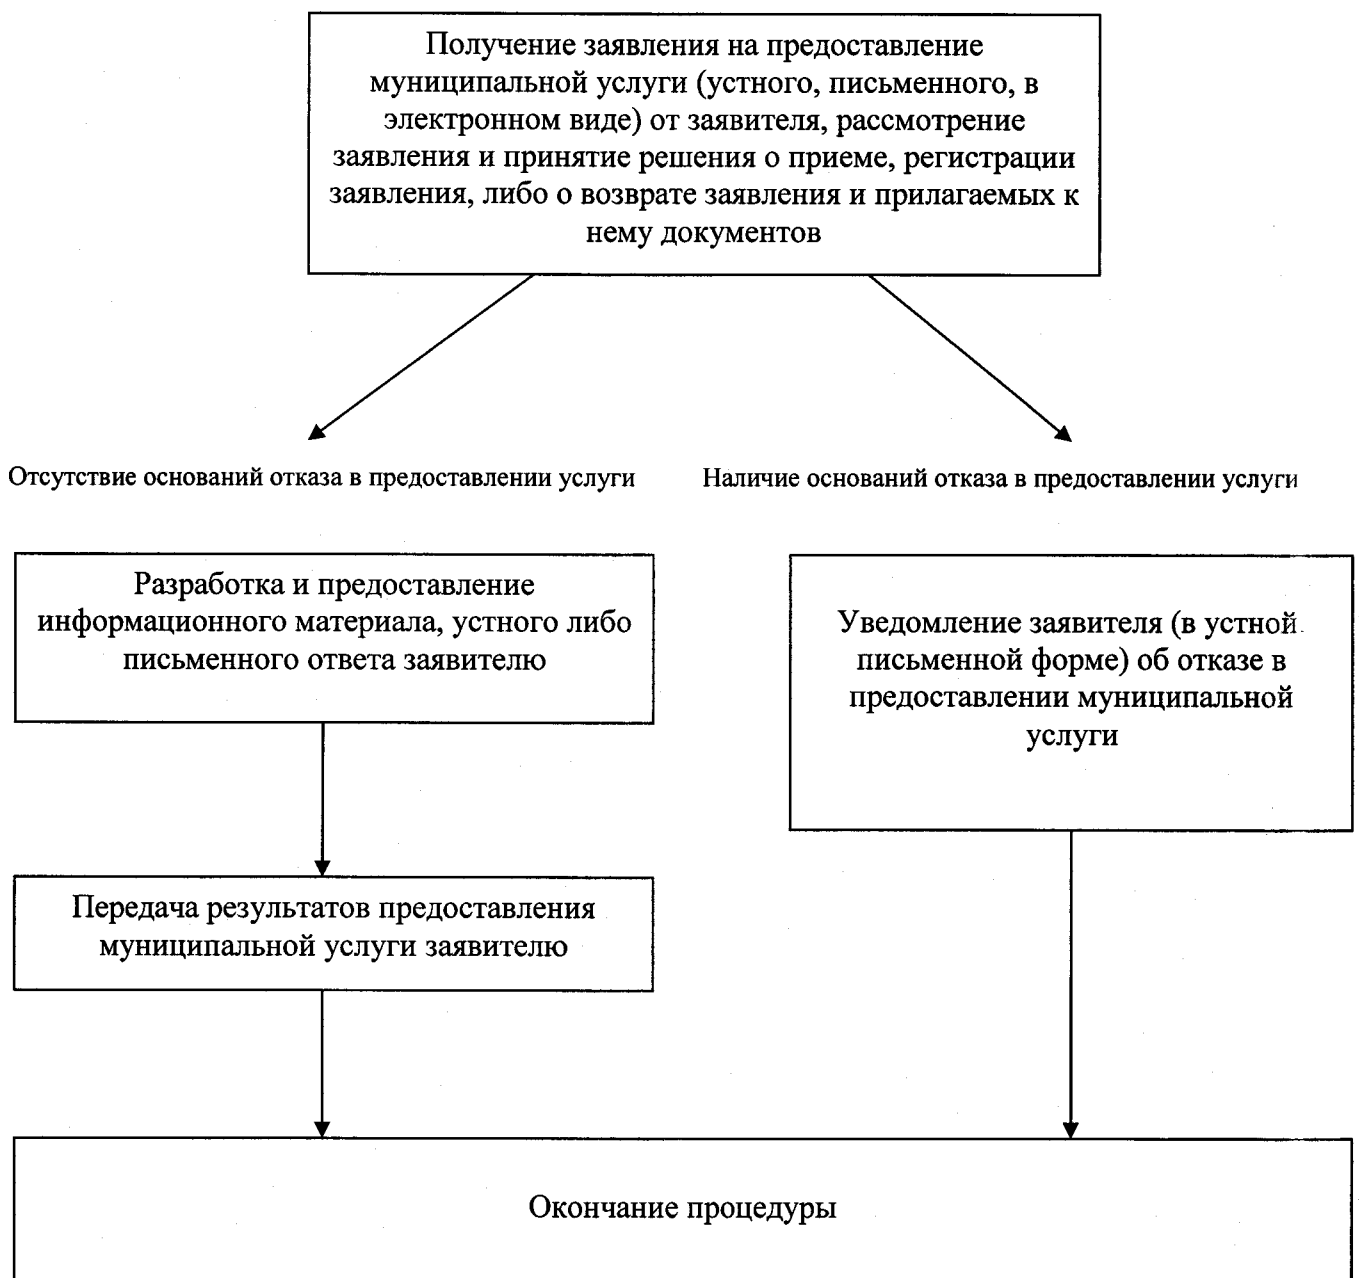 Получение заявления на предоставление
муниципальной услуги (устного, письменного, в
электронном виде) от заявителя, рассмотрение
заявления и принятие решения о приеме, регистрации
заявления, либо о возврате заявления и прилагаемых к
нему документов
Отсутствие оснований отказа в предоставлении услуги
Наличие оснований отказа в предоставлении услуги
Разработка и предоставление
информационного материала, устного либо
письменного ответа заявителю
Уведомление заявителя (в устной
письменной форме) об отказе в
предоставлении муниципальной
услуги
Передача результатов предоставления
муниципальной услуги заявителю
Окончание процедуры